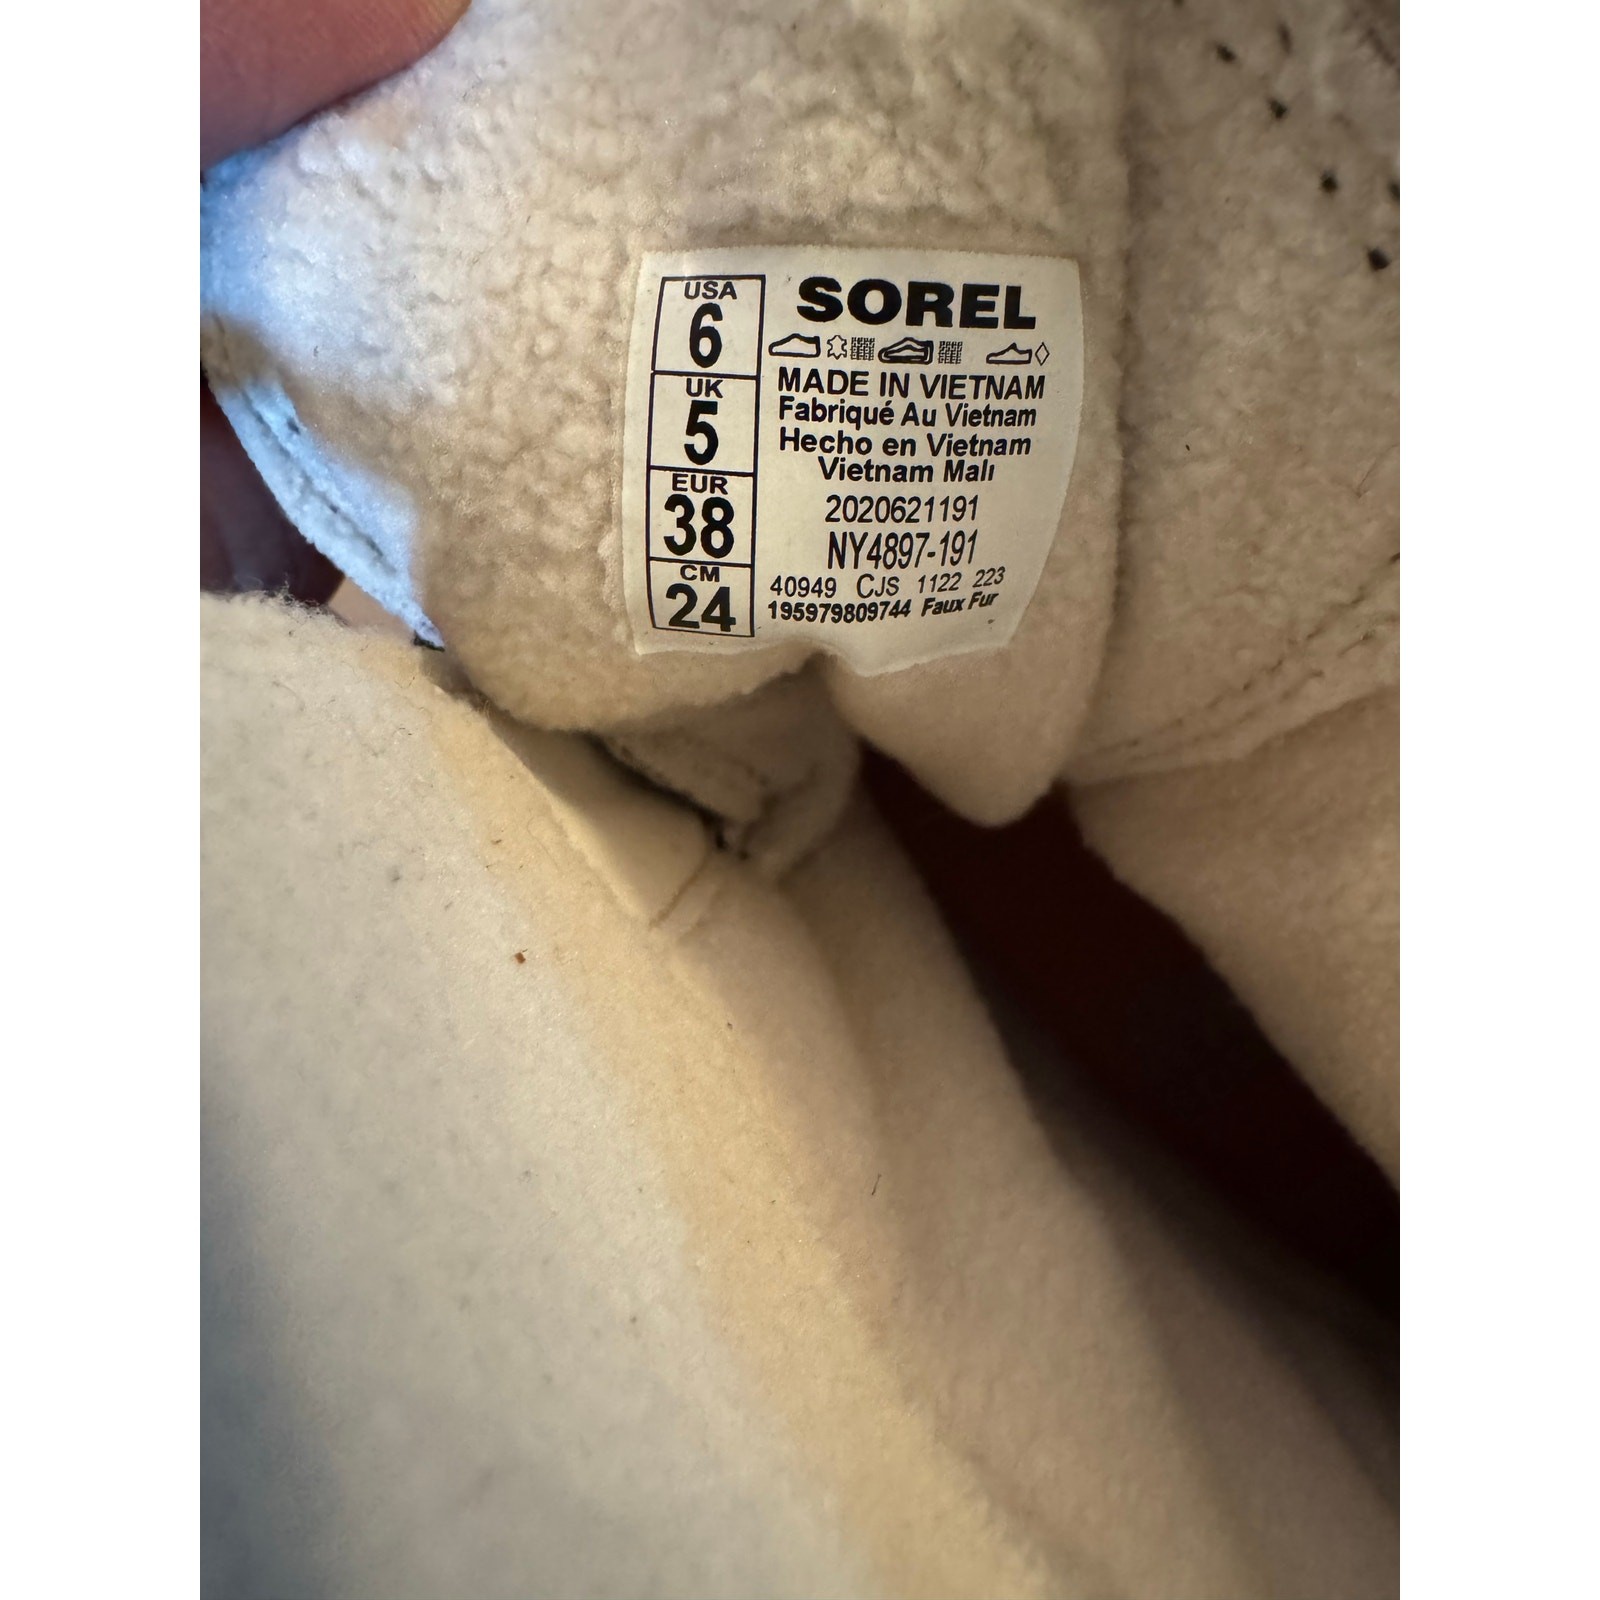 USA
6
UK
5
EUR
38
CM
24
SOREL
MADE IN VIETNAM
Fabriqué Au Vietnam
Hecho en Vietnam
Vietnam Malı
2020621191
NY4897-191
40949 CJS 1122 223
195979809744 Faux Fur